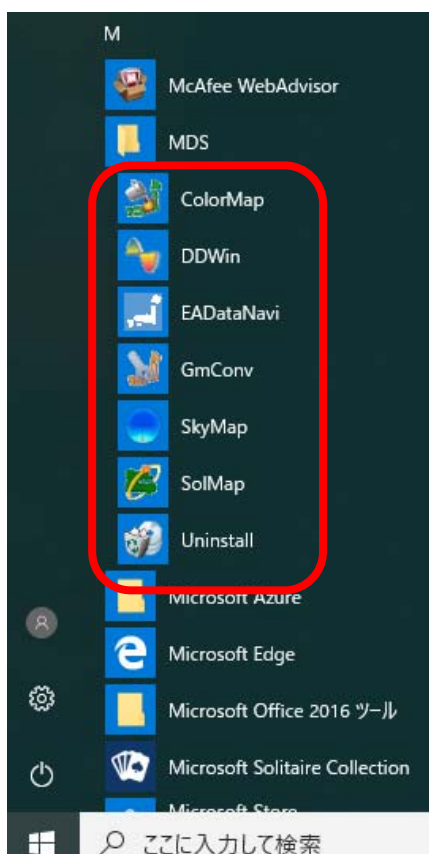 M
McAfee WebAdvisor
MDS
ColorMap
DDWin
EADataNavi
GmConv
SkyMap
SolMap
Uninstall
Microsoft Azure
Microsoft Edge
Microsoft Office 2016 ツール
Microsoft Solitaire Collection
Microsoft Store
ここに入力して検索